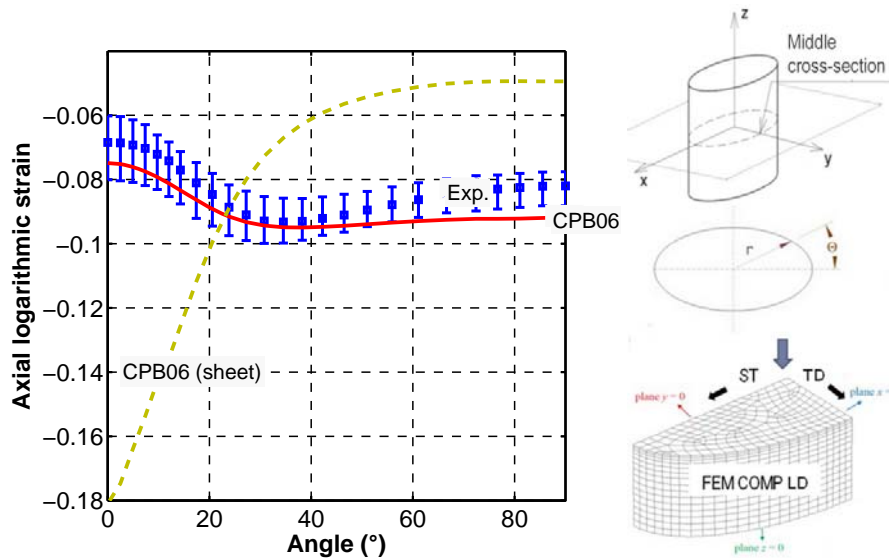 −0.06
−0.08
−0.1
−0.12
−0.14
−0.16
−0.18
0
20
40
60
80
Axial logarithmic strain
Angle (°)
Exp.
CPB06
CPB06 (sheet)
z
Middle
cross-section
x
y
r
Θ
ST
TD
plane y = 0
plane x =
FEM COMP LD
plane z = 0